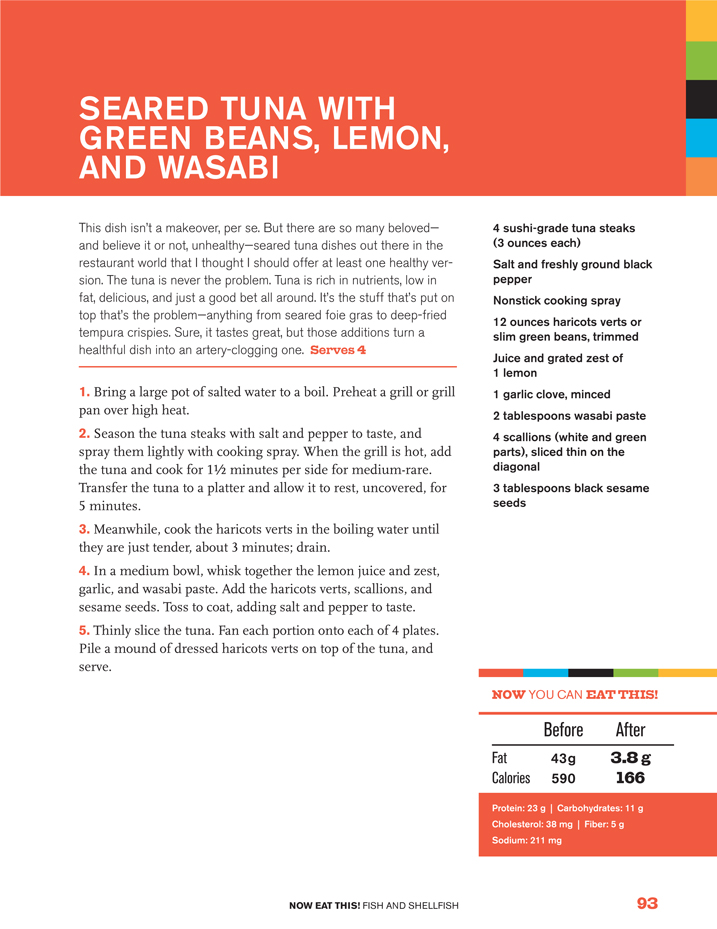 SEARED TUNA WITH
GREEN BEANS, LEMON,
AND WASABI
This dish isn't a makeover, per se. But there are so many beloved—
and believe it or not, unhealthy—seared tuna dishes out there in the
restaurant world that I thought I should offer at least one healthy ver-
sion. The tuna is never the problem. Tuna is rich in nutrients, low in
fat, delicious, and just a good bet all around. It's the stuff that's put on
top that's the problem—anything from seared foie gras to deep-fried
tempura crispies. Sure, it tastes great, but those additions turn a
healthful dish into an artery-clogging one. Serves 4
1. Bring a large pot of salted water to a boil. Preheat a grill or grill
pan over high heat.
2. Season the tuna steaks with salt and pepper to taste, and
spray them lightly with cooking spray. When the grill is hot, add
the tuna and cook for 1½ minutes per side for medium-rare.
Transfer the tuna to a platter and allow it to rest, uncovered, for
5 minutes.
3. Meanwhile, cook the haricots verts in the boiling water until
they are just tender, about 3 minutes; drain.
4. In a medium bowl, whisk together the lemon juice and zest,
garlic, and wasabi paste. Add the haricots verts, scallions, and
sesame seeds. Toss to coat, adding salt and pepper to taste.
5. Thinly slice the tuna. Fan each portion onto each of 4 plates.
Pile a mound of dressed haricots verts on top of the tuna, and
serve.
4 sushi-grade tuna steaks
(3 ounces each)
Salt and freshly ground black
pepper
Nonstick cooking spray
12 ounces haricots verts or
slim green beans, trimmed
Juice and grated zest of
1 lemon
1 garlic clove, minced
2 tablespoons wasabi paste
4 scallions (white and green
parts), sliced thin on the
diagonal
3 tablespoons black sesame
seeds
NOW YOU CAN EAT THIS!
Before After
Fat 43g 3.8 g
Calories 590 166
Protein: 23 g | Carbohydrates: 11 g
Cholesterol: 38 mg | Fiber: 5 g
Sodium: 211 mg
NOW EAT THIS! FISH AND SHELLFISH 93